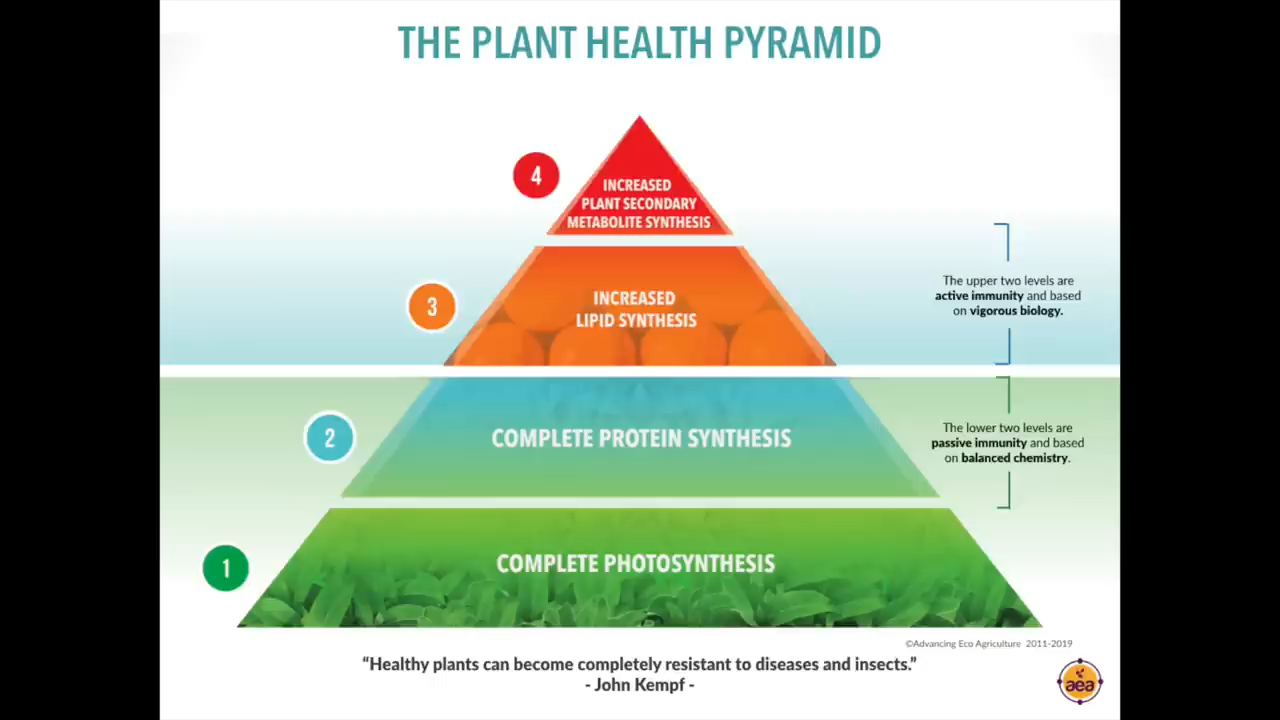 THE PLANT HEALTH PYRAMID
4
INCREASED
PLANT SECONDARY
METABOLITE SYNTHESIS
3
INCREASED
LIPID SYNTHESIS
The upper two levels are
active immunity and based
on vigorous biology.
2
COMPLETE PROTEIN SYNTHESIS
The lower two levels are
passive immunity and based
on balanced chemistry.
1
COMPLETE PHOTOSYNTHESIS
©Advancing Eco Agriculture 2011-2019
“Healthy plants can become completely resistant to diseases and insects.”
- John Kempf -
aea